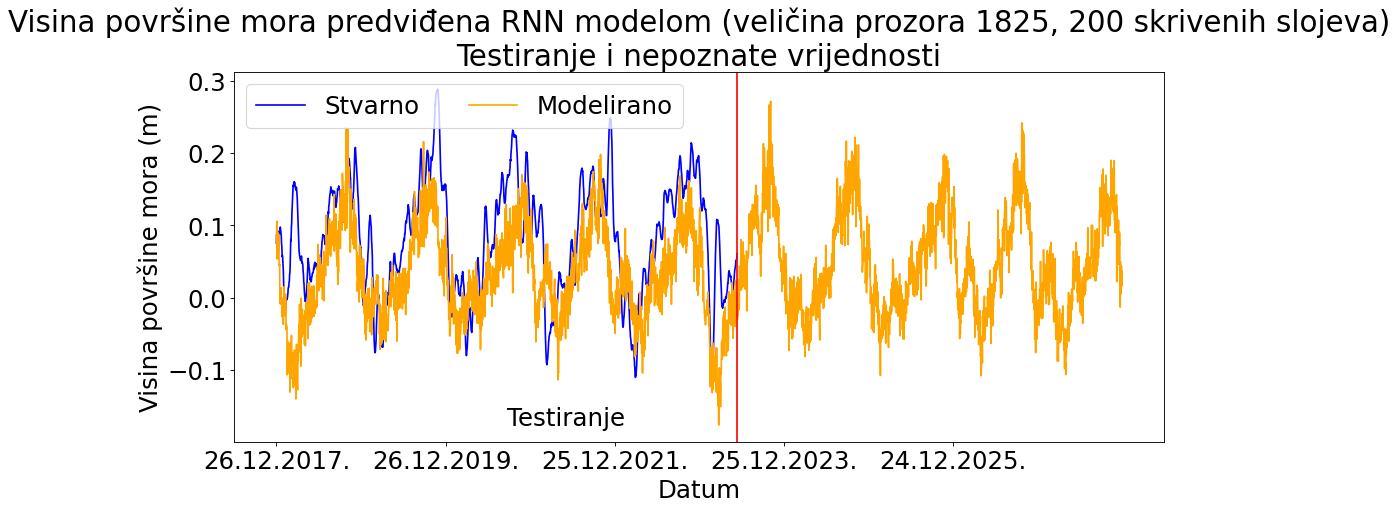 Visina površine mora predviđena RNN modelom (veličina prozora 1825, 200 skrivenih slojeva)
Testiranje i nepoznate vrijednosti
Stvarno
Modelirano
Visina površine mora (m)
0.3
0.2
0.1
0.0
−0.1
Testiranje
26.12.2017.
26.12.2019.
25.12.2021.
25.12.2023.
24.12.2025.
Datum